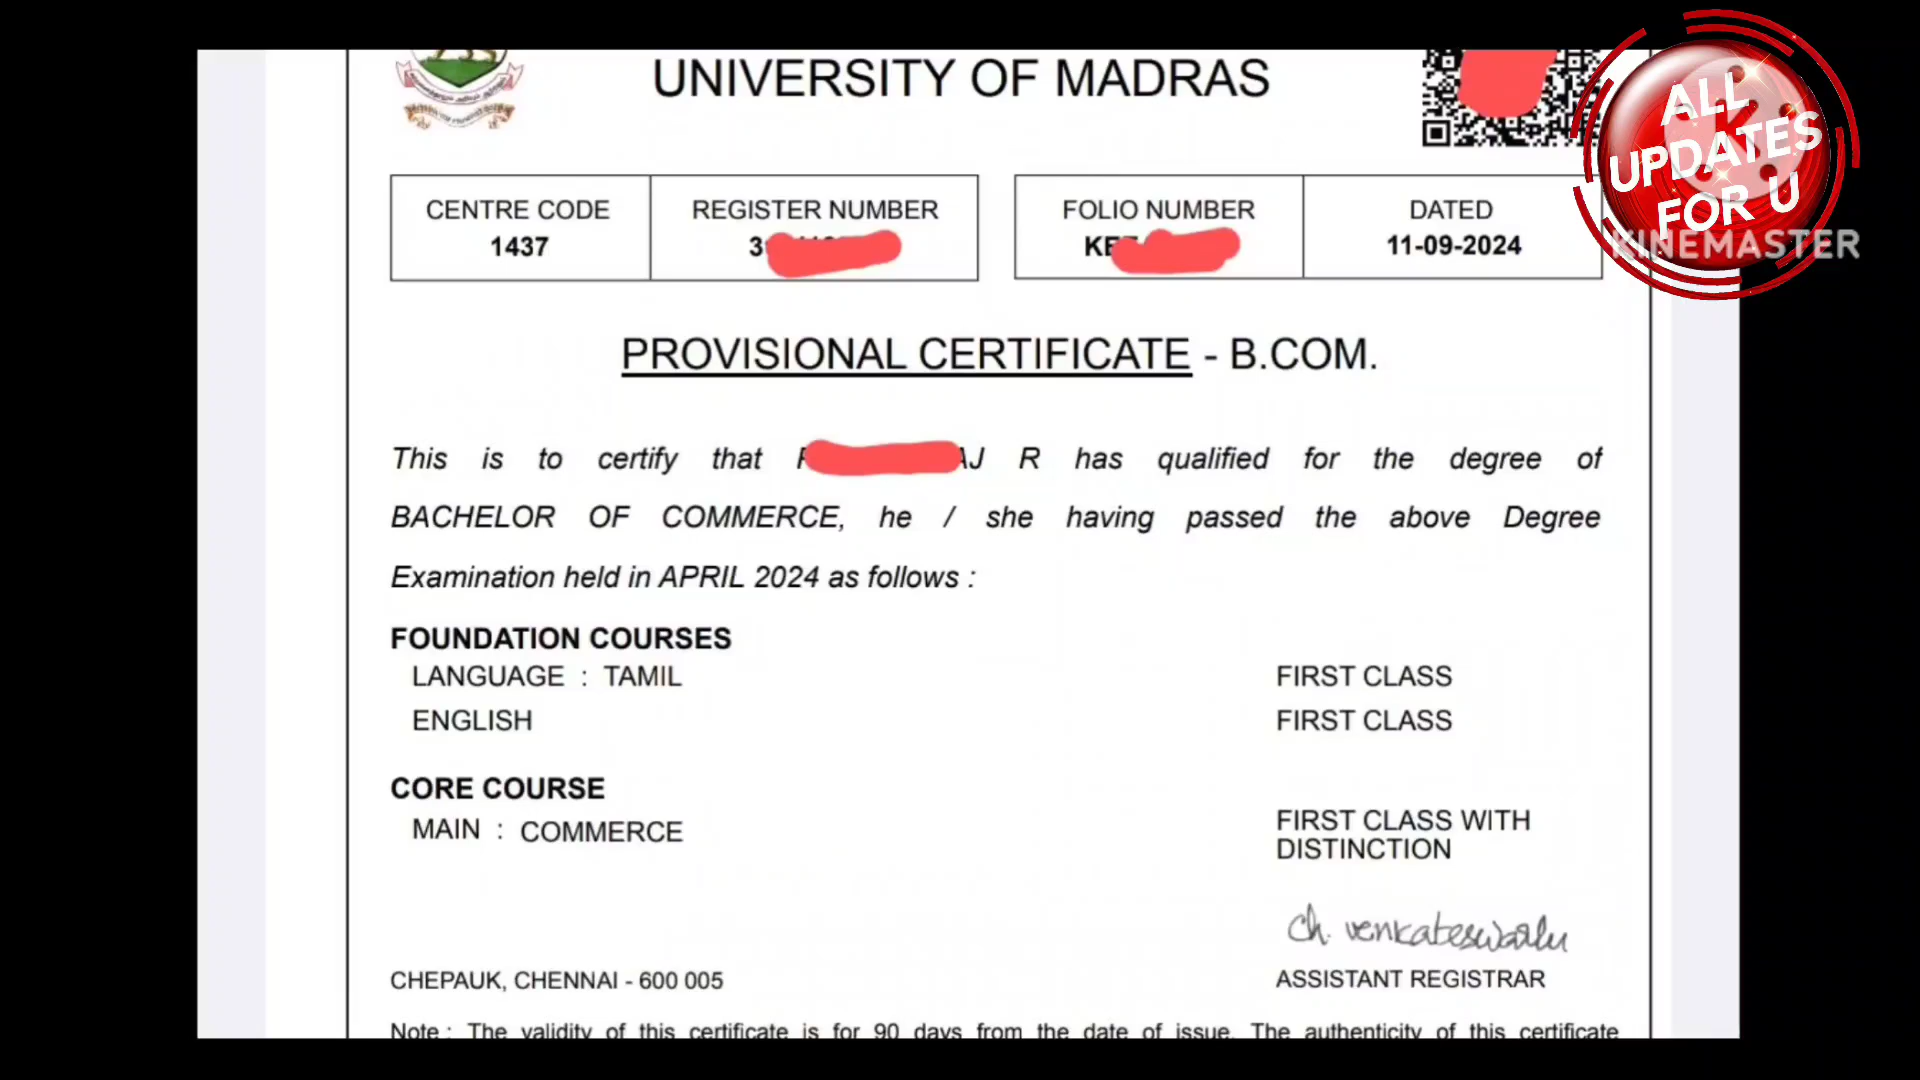 UNIVERSITY OF MADRAS
ALL
UPDATES
FOR U
KINEMASTER
CENTRE CODE
1437
REGISTER NUMBER
FOLIO NUMBER
DATED
11-09-2024
PROVISIONAL CERTIFICATE - B.COM.
This is to certify that AJ R has qualified for the degree of
BACHELOR OF COMMERCE, he / she having passed the above Degree
Examination held in APRIL 2024 as follows :
FOUNDATION COURSES
LANGUAGE : TAMIL FIRST CLASS
ENGLISH FIRST CLASS
CORE COURSE
MAIN : COMMERCE FIRST CLASS WITH
DISTINCTION
Ch. Venkateswarlu
CHEPAUK, CHENNAI - 600 005 ASSISTANT REGISTRAR
Note : The validity of this certificate is for 90 days from the date of issue. The authenticity of this certificate